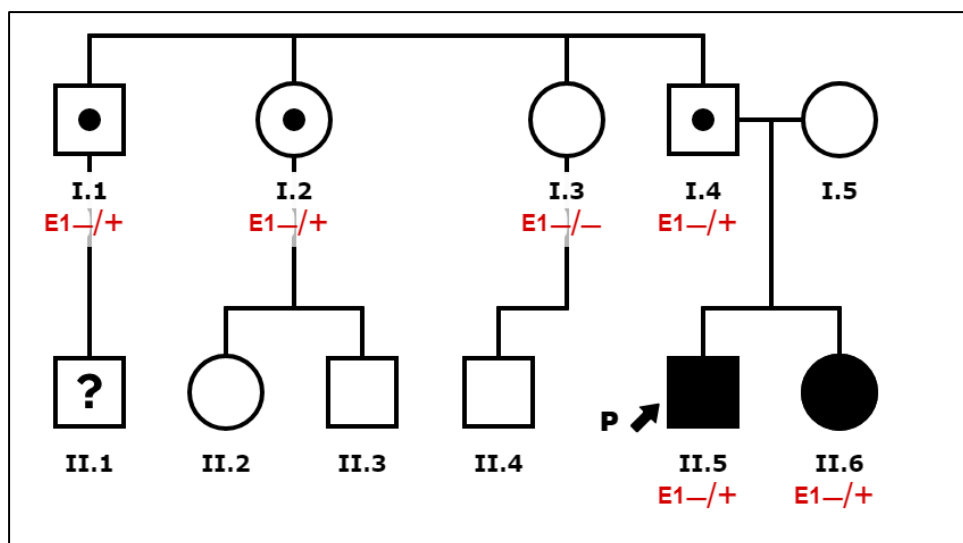 I.1 I.2 I.3 I.4 I.5
E1—/+ E1—/+ E1—/— E1—/+
?
P
II.1 II.2 II.3 II.4 II.5 II.6
E1—/+ E1—/+